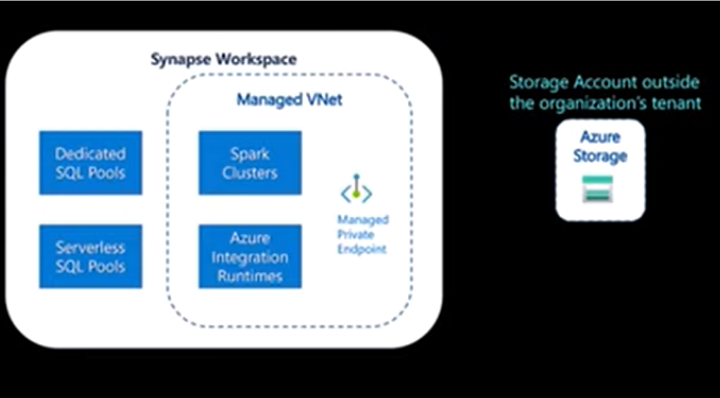 Synapse Workspace
Managed VNet
Dedicated
SQL Pools
Spark
Clusters
Serverless
SQL Pools
Azure
Integration
Runtimes
Managed
Private
Endpoint
Storage Account outside
the organization's tenant
Azure
Storage